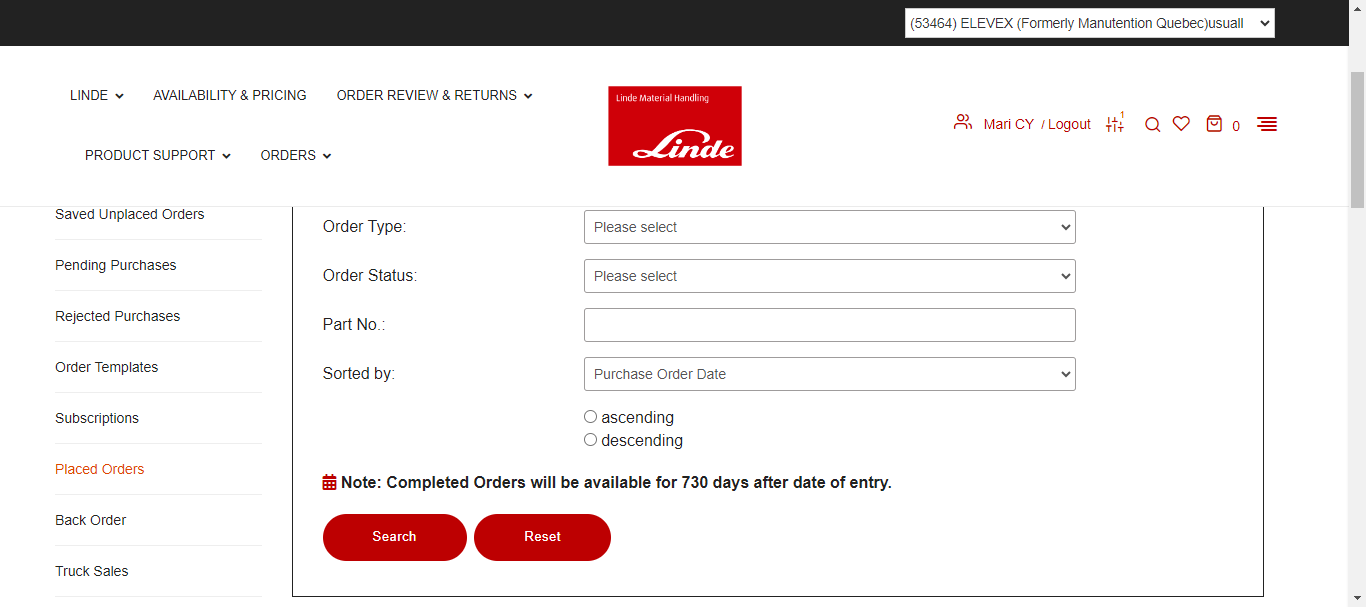 (53464) ELEVEX (Formerly Manutention Quebec)usuall
LINDE AVAILABILITY & PRICING ORDER REVIEW & RETURNS
PRODUCT SUPPORT ORDERS
Linde Material Handling
Linde
Mari CY / Logout 1 0
Saved Unplaced Orders
Pending Purchases
Rejected Purchases
Order Templates
Subscriptions
Placed Orders
Back Order
Truck Sales
Order Type: Please select
Order Status: Please select
Part No.:
Sorted by: Purchase Order Date
ascending
descending
Note: Completed Orders will be available for 730 days after date of entry.
Search Reset